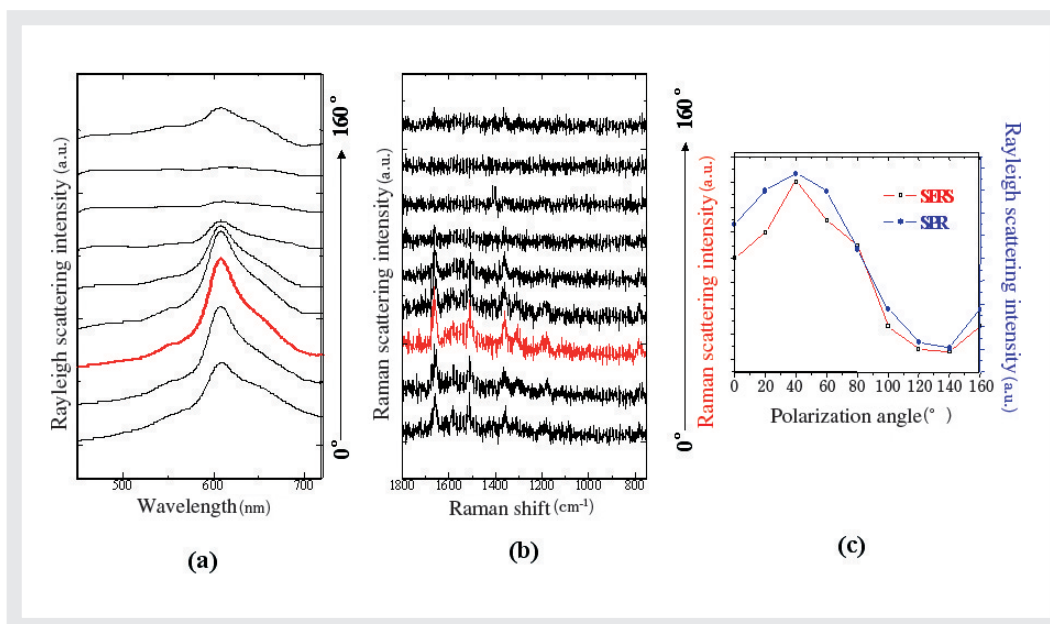 Rayleigh scattering intensity (a.u.)
500
600
700
Wavelength (nm)
0°
160°
(a)
Raman scattering intensity (a.u.)
1800
1600
1400
1200
1000
800
Raman shift (cm⁻¹)
0°
160°
(b)
Raman scattering intensity (a.u.)
SERS
SPR
0
20
40
60
80
100
120
140
160
Polarization angle (°)
Rayleigh scattering intensity (a.u.)
(c)